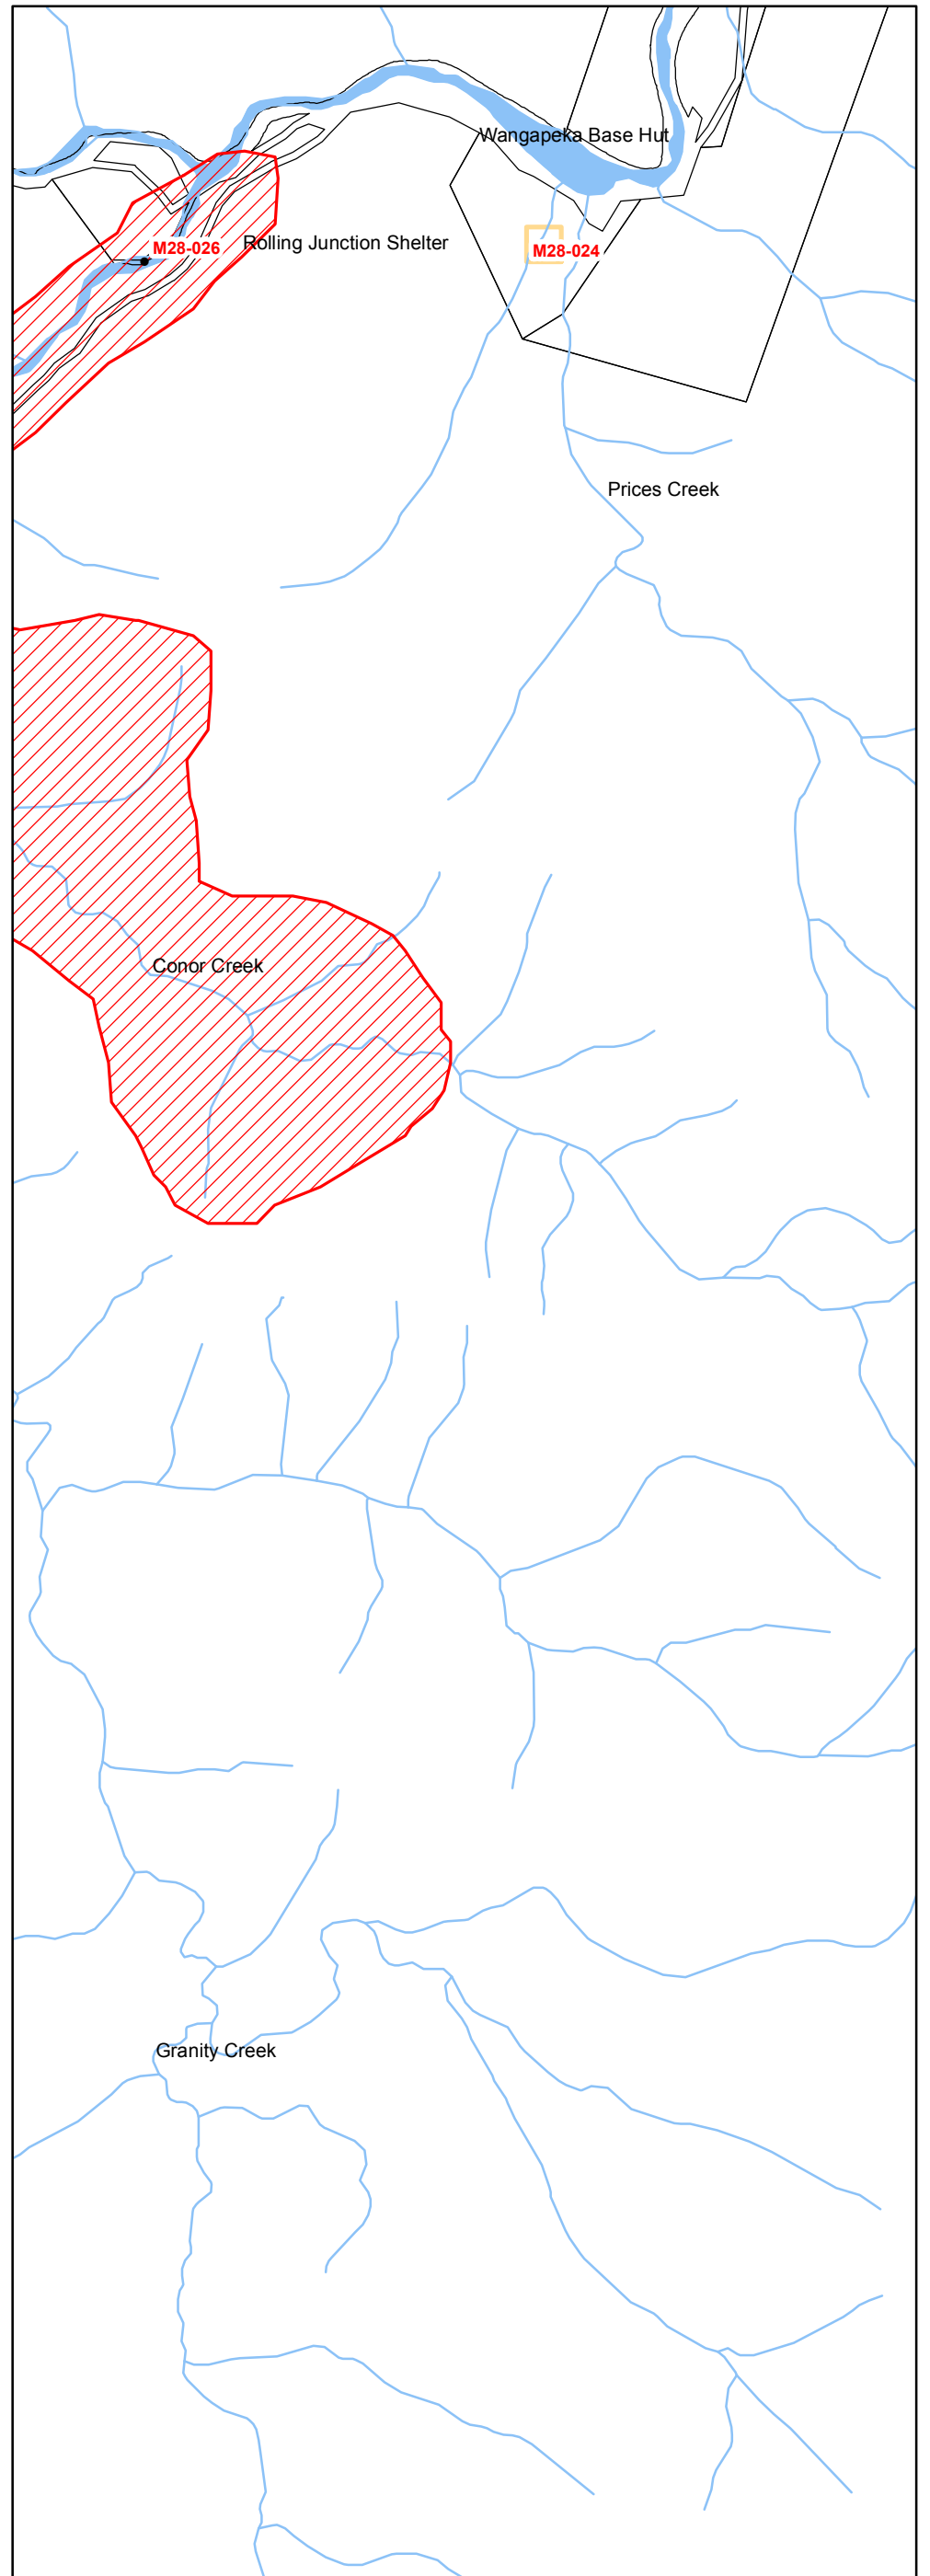 Wangapeka Base Hut
Rolling Junction Shelter
M28-026
M28-024
Prices Creek
Conor Creek
Granity Creek